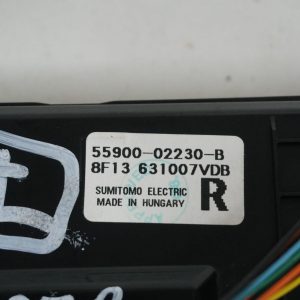 55900-02230-B
8F13 631007VDB
SUMITOMO ELECTRIC
MADE IN HUNGARY
R